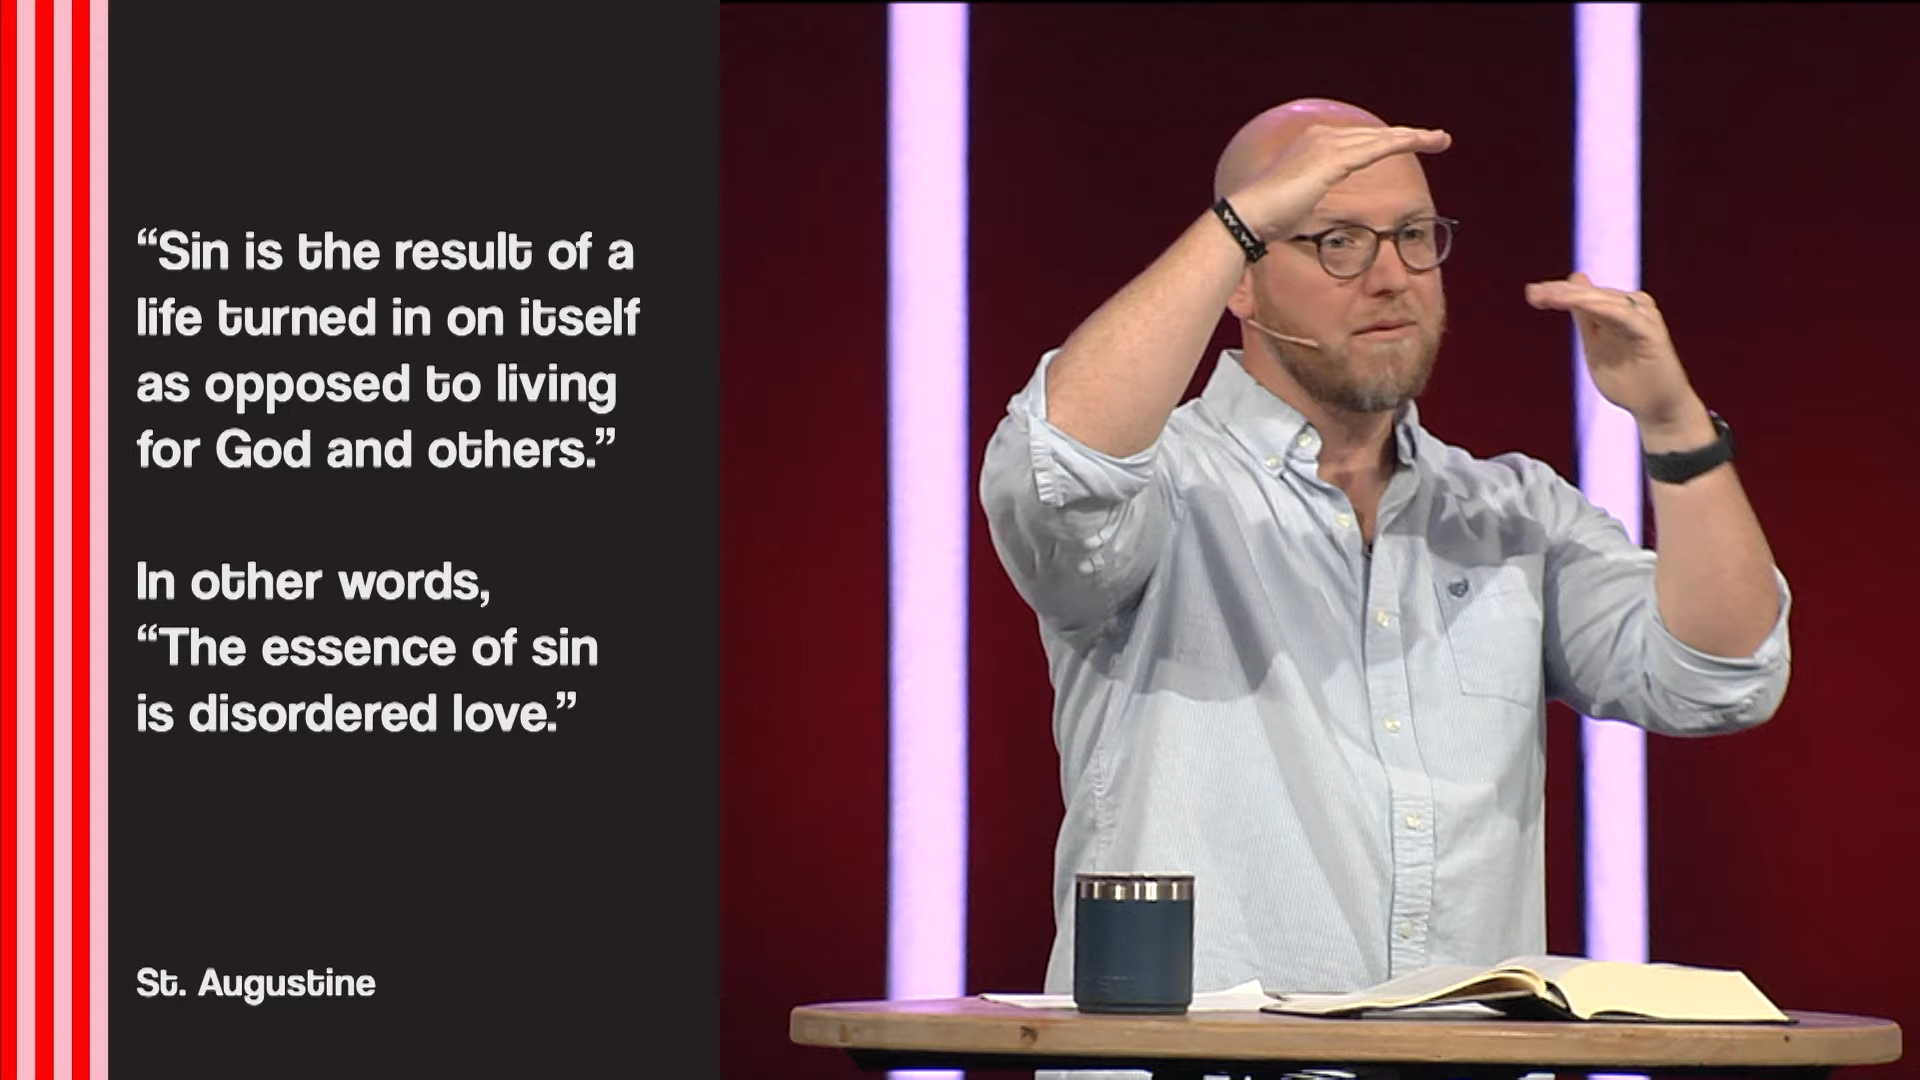 “Sin is the result of a
life turned in on itself
as opposed to living
for God and others.”
In other words,
“The essence of sin
is disordered love.”
St. Augustine